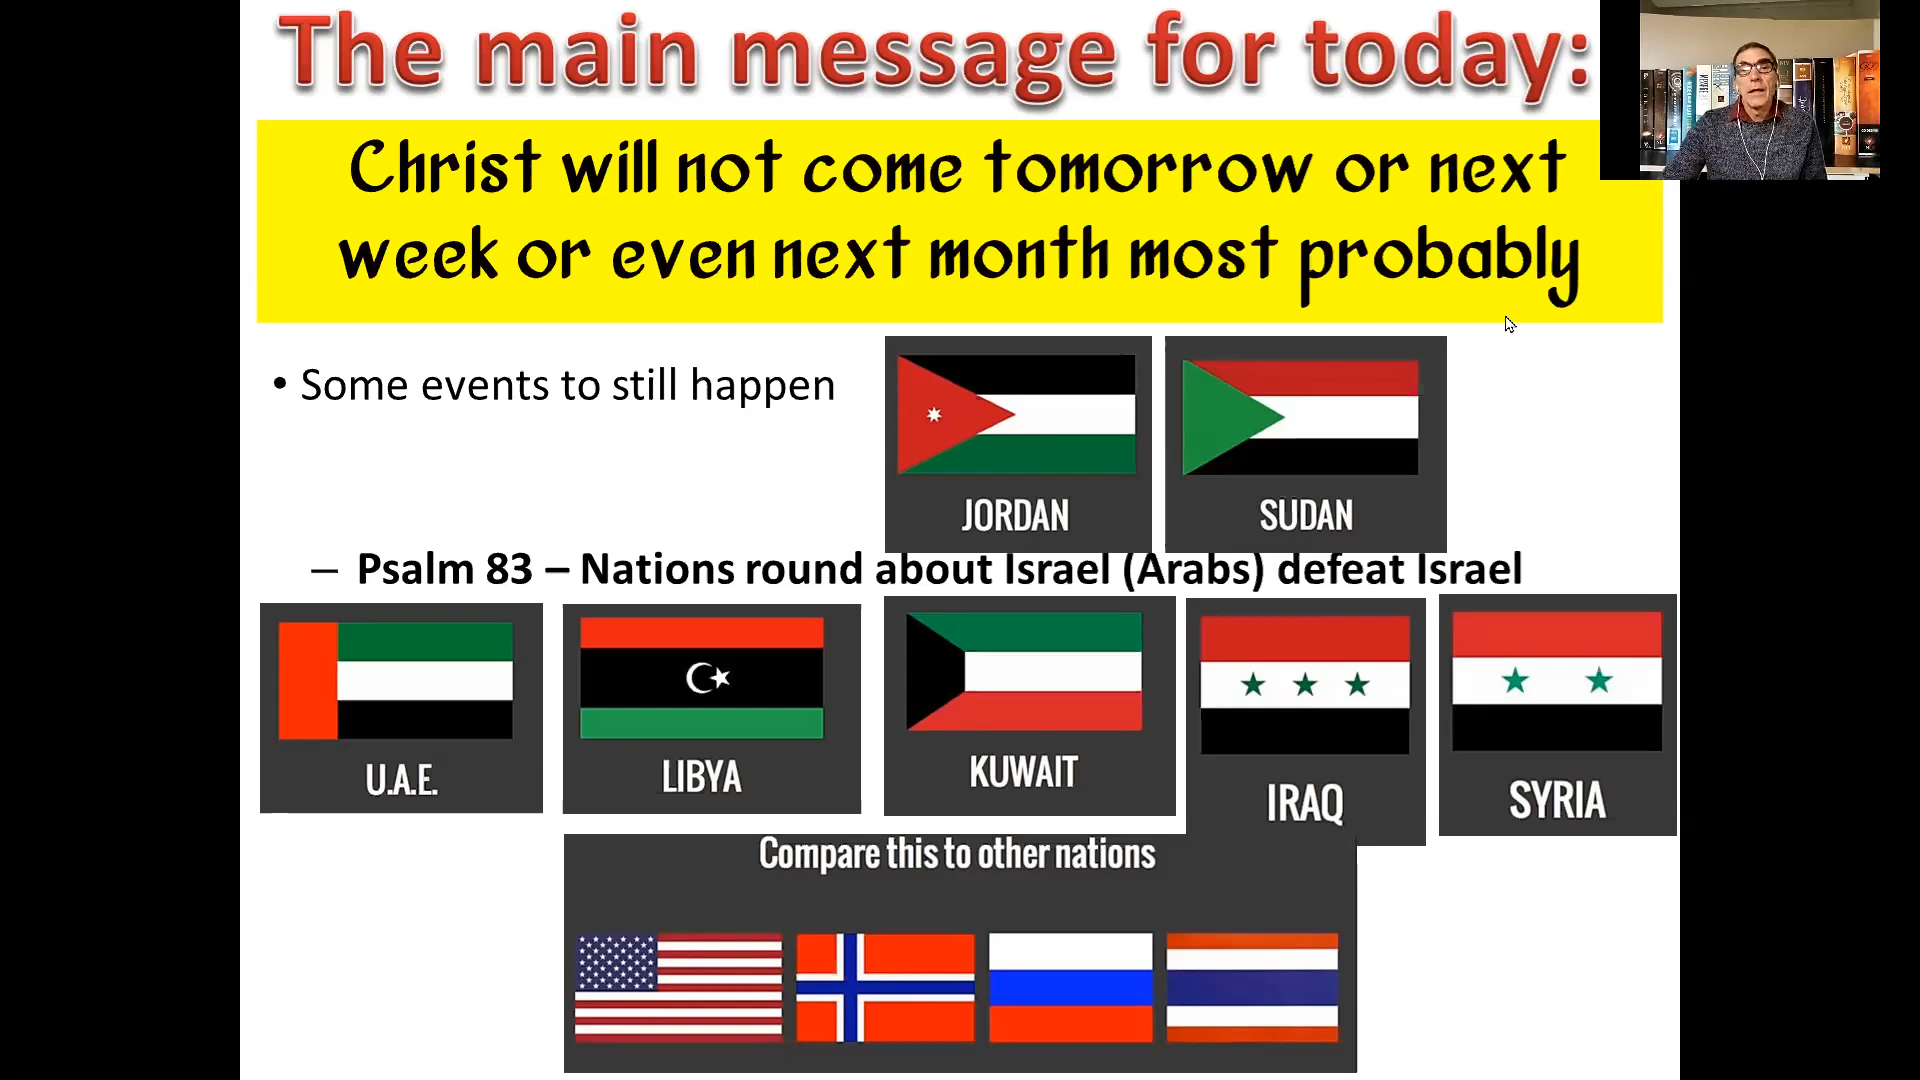 The main message for today:
Christ will not come tomorrow or next
week or even next month most probably
• Some events to still happen
JORDAN
SUDAN
– Psalm 83 – Nations round about Israel (Arabs) defeat Israel
U.A.E.
LIBYA
KUWAIT
IRAQ
SYRIA
Compare this to other nations